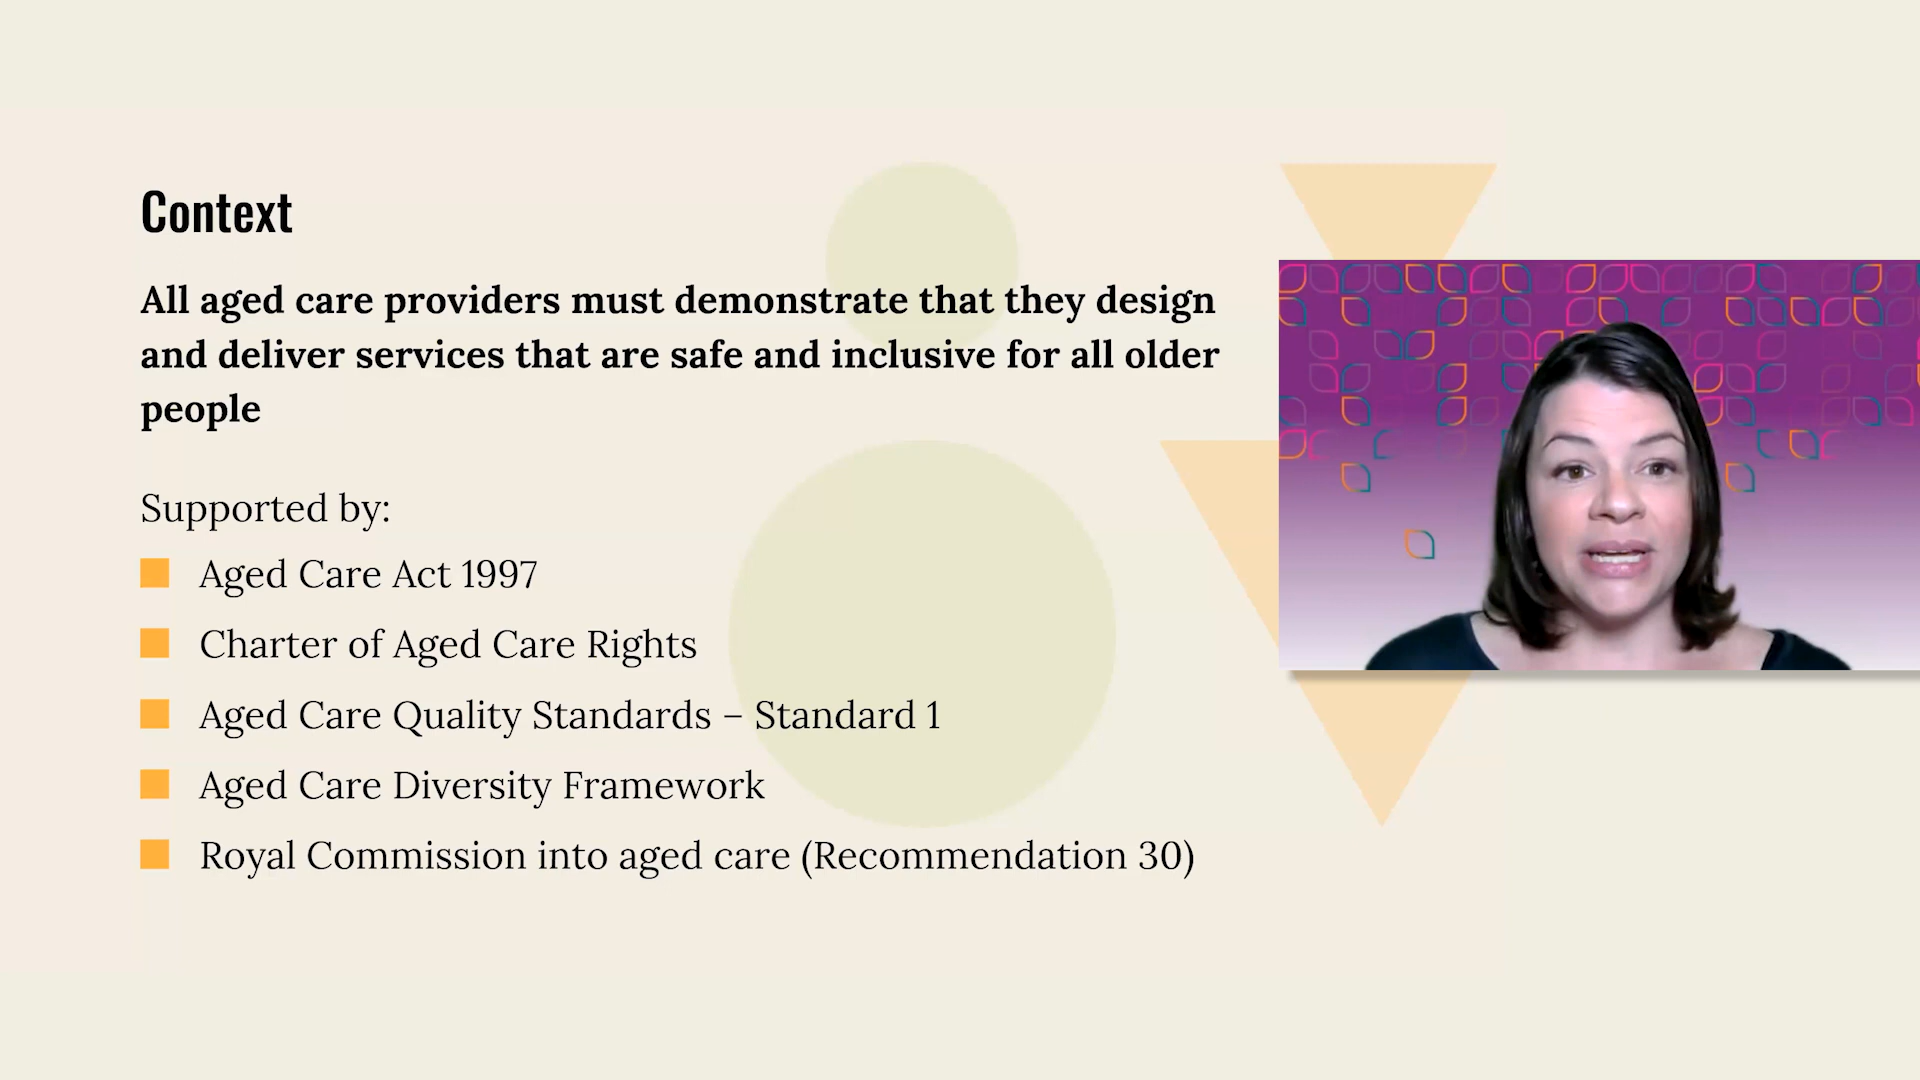 Context
All aged care providers must demonstrate that they design
and deliver services that are safe and inclusive for all older
people
Supported by:
Aged Care Act 1997
Charter of Aged Care Rights
Aged Care Quality Standards – Standard 1
Aged Care Diversity Framework
Royal Commission into aged care (Recommendation 30)